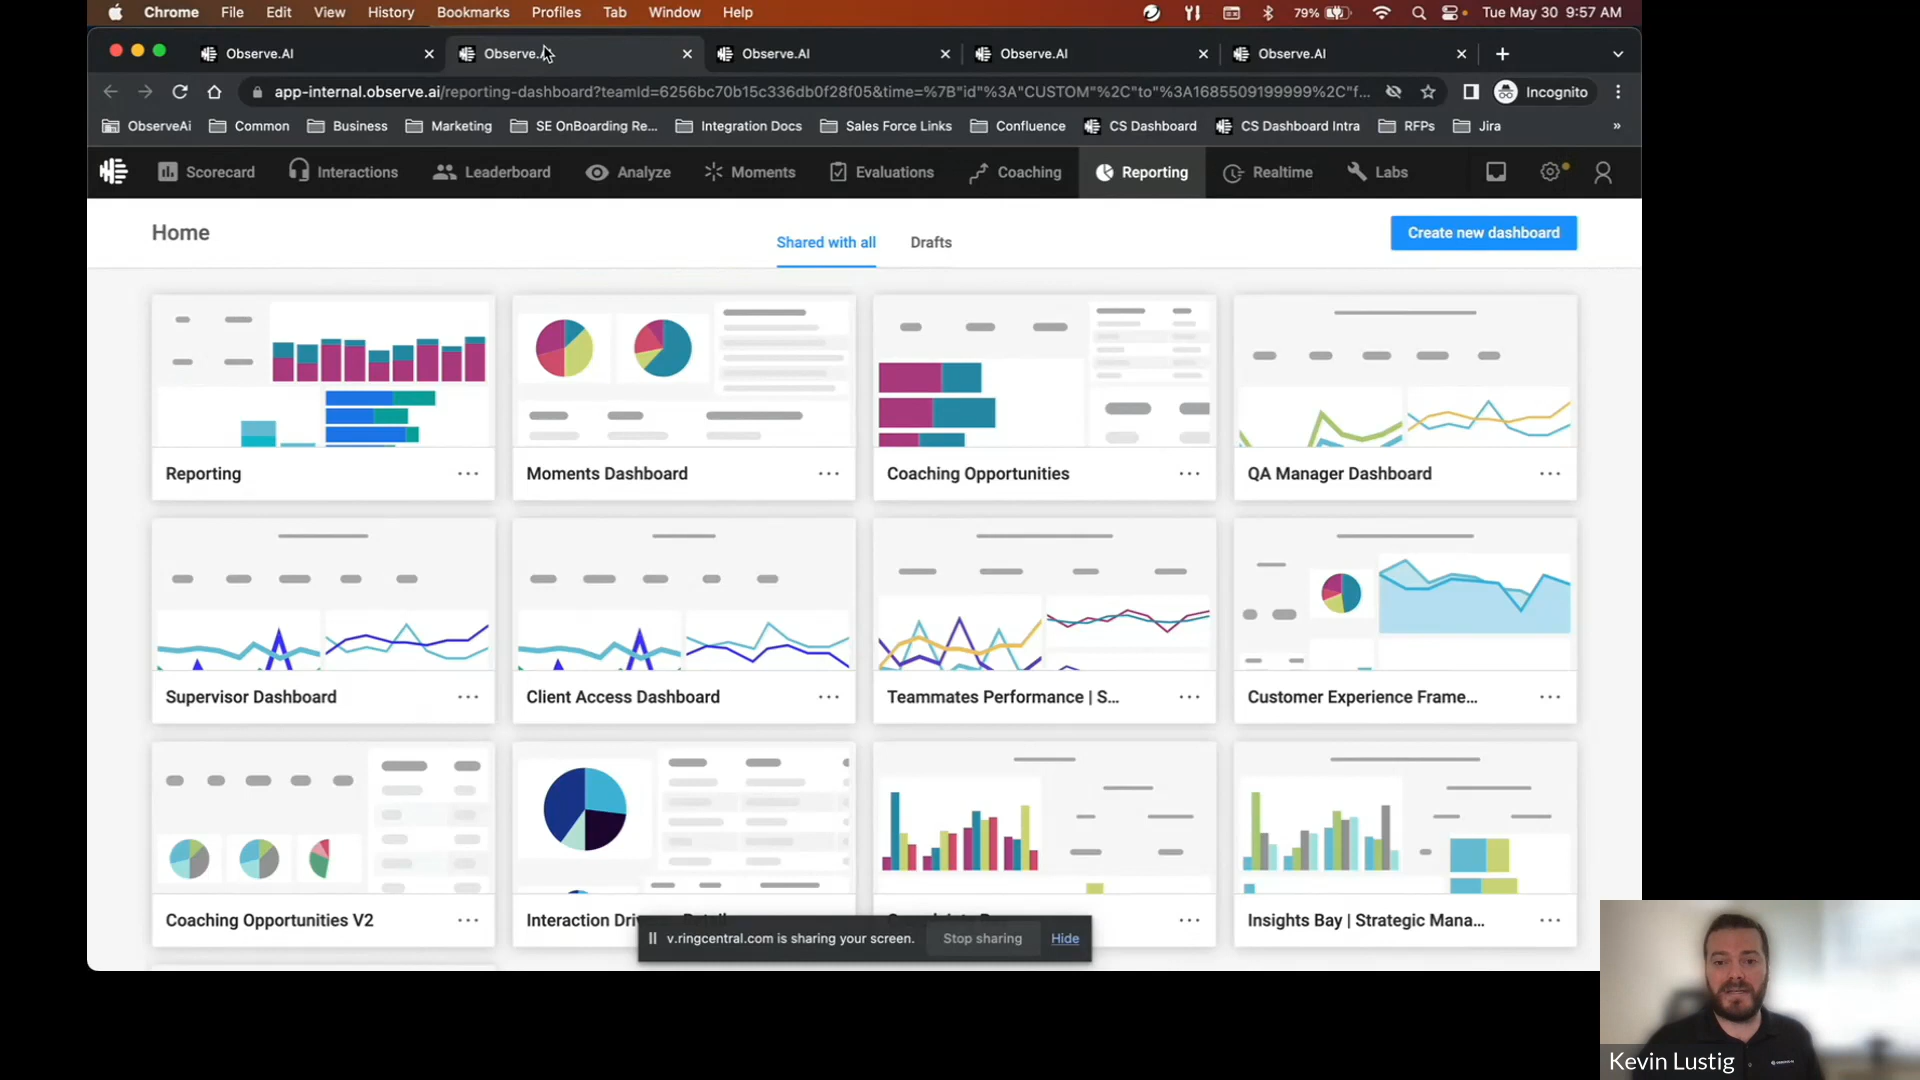 Chrome File Edit View History Bookmarks Profiles Tab Window Help 79% Tue May 30 9:57 AM
Observe.AI Observe.AI Observe.AI Observe.AI Observe.AI
app-internal.observe.ai/reporting-dashboard?teamId=6256bc70b15c336db0f28f05&time=%7B"id"%3A"CUSTOM"%2C"to"%3A1685509199999%2C"f... Incognito
ObserveAi Common Business Marketing SE OnBoarding Re... Integration Docs Sales Force Links Confluence CS Dashboard CS Dashboard Intra RFPs Jira »
Scorecard Interactions Leaderboard Analyze Moments Evaluations Coaching Reporting Realtime Labs
Home Shared with all Drafts Create new dashboard
Reporting ... Moments Dashboard ... Coaching Opportunities ... QA Manager Dashboard ...
Supervisor Dashboard ... Client Access Dashboard ... Teammates Performance | S... ... Customer Experience Frame... ...
Coaching Opportunities V2 ... Interaction ... Insights Bay | Strategic Mana... ...
v.ringcentral.com is sharing your screen. Stop sharing Hide
Kevin Lustig